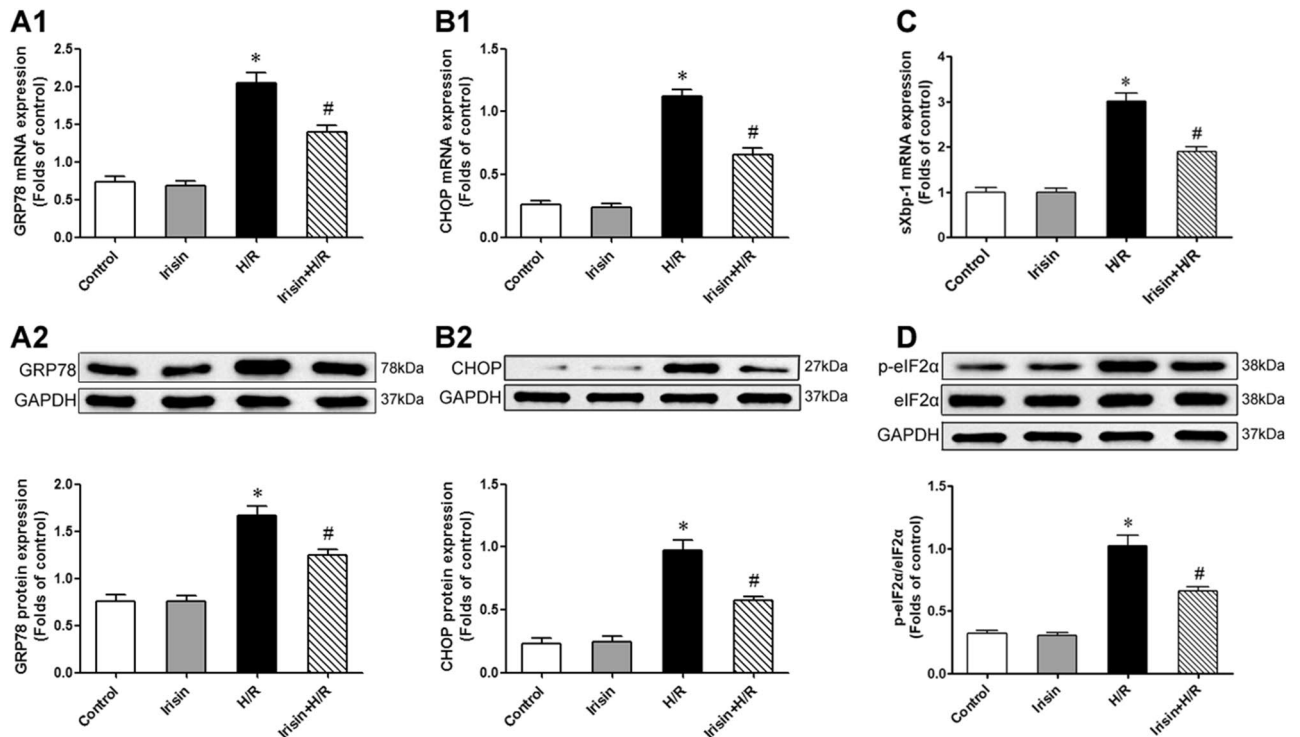 A1
GRP78 mRNA expression
(Folds of control)
2.5
2.0
1.5
1.0
0.5
0.0
*
#
Control
Irisin
H/R
Irisin+H/R
B1
CHOP mRNA expression
(Folds of control)
1.5
1.0
0.5
0.0
*
#
Control
Irisin
H/R
Irisin+H/R
C
sXbp-1 mRNA expression
(Folds of control)
4
3
2
1
0
*
#
Control
Irisin
H/R
Irisin+H/R
A2
GRP78
78kDa
GAPDH
37kDa
GRP78 protein expression
(Folds of control)
2.0
1.5
1.0
0.5
0.0
*
#
Control
Irisin
H/R
Irisin+H/R
B2
CHOP
27kDa
GAPDH
37kDa
CHOP protein expression
(Folds of control)
1.5
1.0
0.5
0.0
*
#
Control
Irisin
H/R
Irisin+H/R
D
p-eIF2α
38kDa
eIF2α
38kDa
GAPDH
37kDa
p-eIF2α/eIF2α
(Folds of control)
1.5
1.0
0.5
0.0
*
#
Control
Irisin
H/R
Irisin+H/R